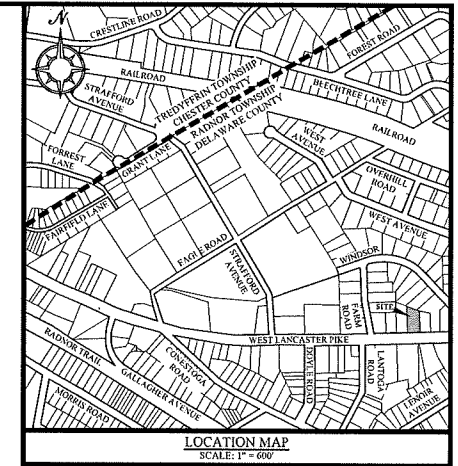 N
CRESTLINE ROAD
FOREST ROAD
RAILROAD
TREDYFFRIN TOWNSHIP
CHESTER COUNTY
RADNOR TOWNSHIP
DELAWARE COUNTY
BEECHTREE LANE
STRAFFORD
AVENUE
RAILROAD
WEST
AVENUE
FORREST
LANE
GRANT LANE
OVERHILL
ROAD
FAIRFIELD LANE
WEST AVENUE
EAGLE ROAD
STRAFFORD
AVENUE
WINDSOR
SITE
FARM
ROAD
WEST LANCASTER PIKE
RADNOR TRAIL
CONESTOGA
ROAD
DOYLE ROAD
LANTOGA
ROAD
GALLAGHER AVENUE
MORRIS ROAD
LENOIR
AVENUE
LOCATION MAP
SCALE: 1" = 600'